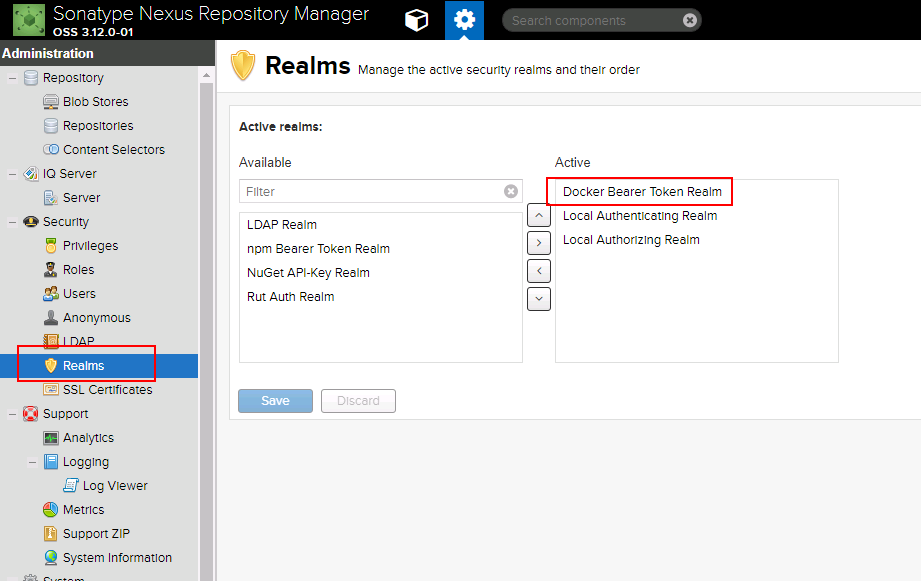 Sonatype Nexus Repository Manager
OSS 3.12.0-01
Search components
Administration
Repository
Blob Stores
Repositories
Content Selectors
IQ Server
Server
Security
Privileges
Roles
Users
Anonymous
LDAP
Realms
SSL Certificates
Support
Analytics
Logging
Log Viewer
Metrics
Support ZIP
System Information
System
Realms Manage the active security realms and their order
Active realms:
Available
Filter
LDAP Realm
npm Bearer Token Realm
NuGet API-Key Realm
Rut Auth Realm
Active
Docker Bearer Token Realm
Local Authenticating Realm
Local Authorizing Realm
Save
Discard